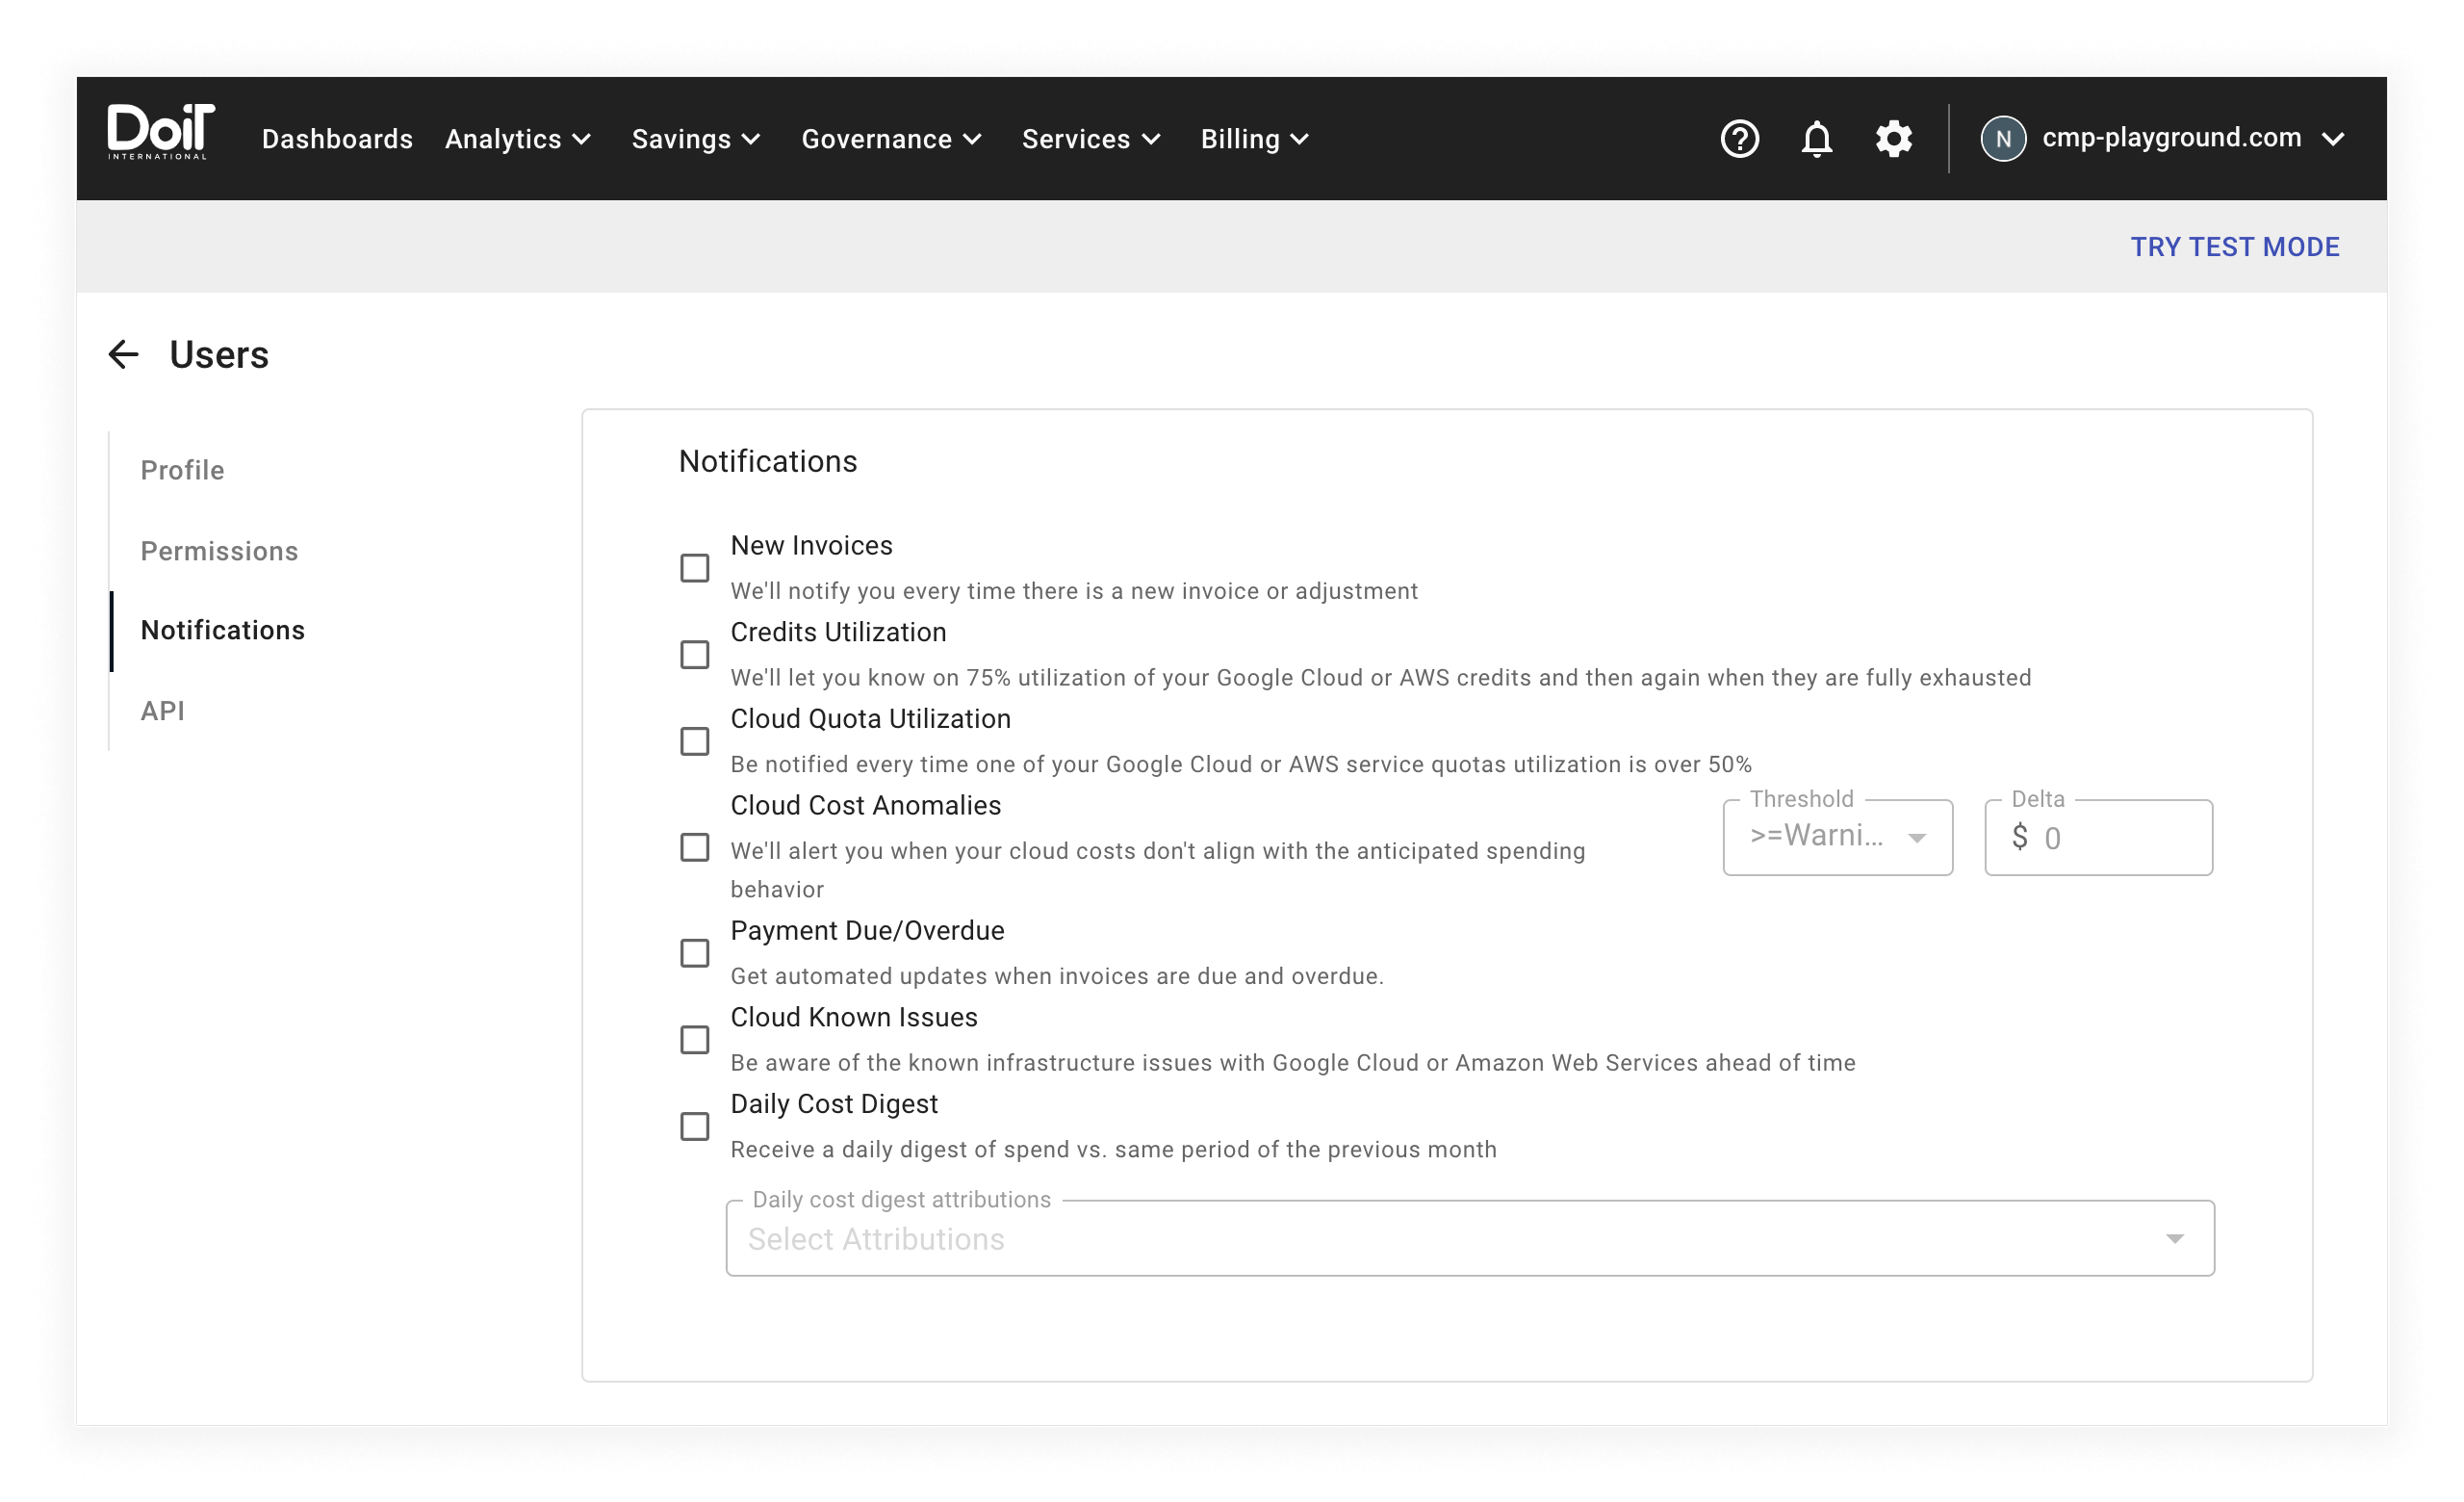 DoiT
INTERNATIONAL
Dashboards Analytics Savings Governance Services Billing
N cmp-playground.com
TRY TEST MODE
Users
Profile
Permissions
Notifications
API
Notifications
New Invoices
We'll notify you every time there is a new invoice or adjustment
Credits Utilization
We'll let you know on 75% utilization of your Google Cloud or AWS credits and then again when they are fully exhausted
Cloud Quota Utilization
Be notified every time one of your Google Cloud or AWS service quotas utilization is over 50%
Cloud Cost Anomalies
We'll alert you when your cloud costs don't align with the anticipated spending
behavior
Threshold
>=Warni...
Delta
$ 0
Payment Due/Overdue
Get automated updates when invoices are due and overdue.
Cloud Known Issues
Be aware of the known infrastructure issues with Google Cloud or Amazon Web Services ahead of time
Daily Cost Digest
Receive a daily digest of spend vs. same period of the previous month
Daily cost digest attributions
Select Attributions